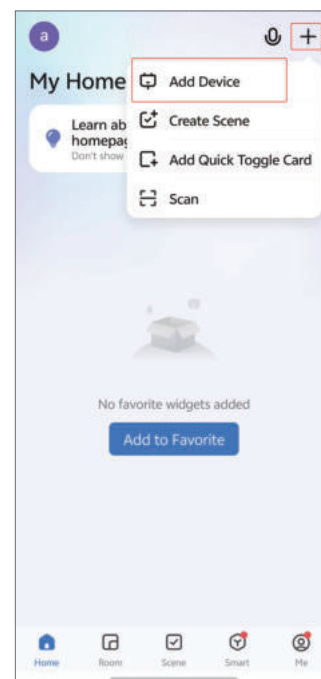 a
My Home
Add Device
Learn ab
homepag
Don't show
Create Scene
Add Quick Toggle Card
Scan
No favorite widgets added
Add to Favorite
Home
Room
Scene
Smart
Me